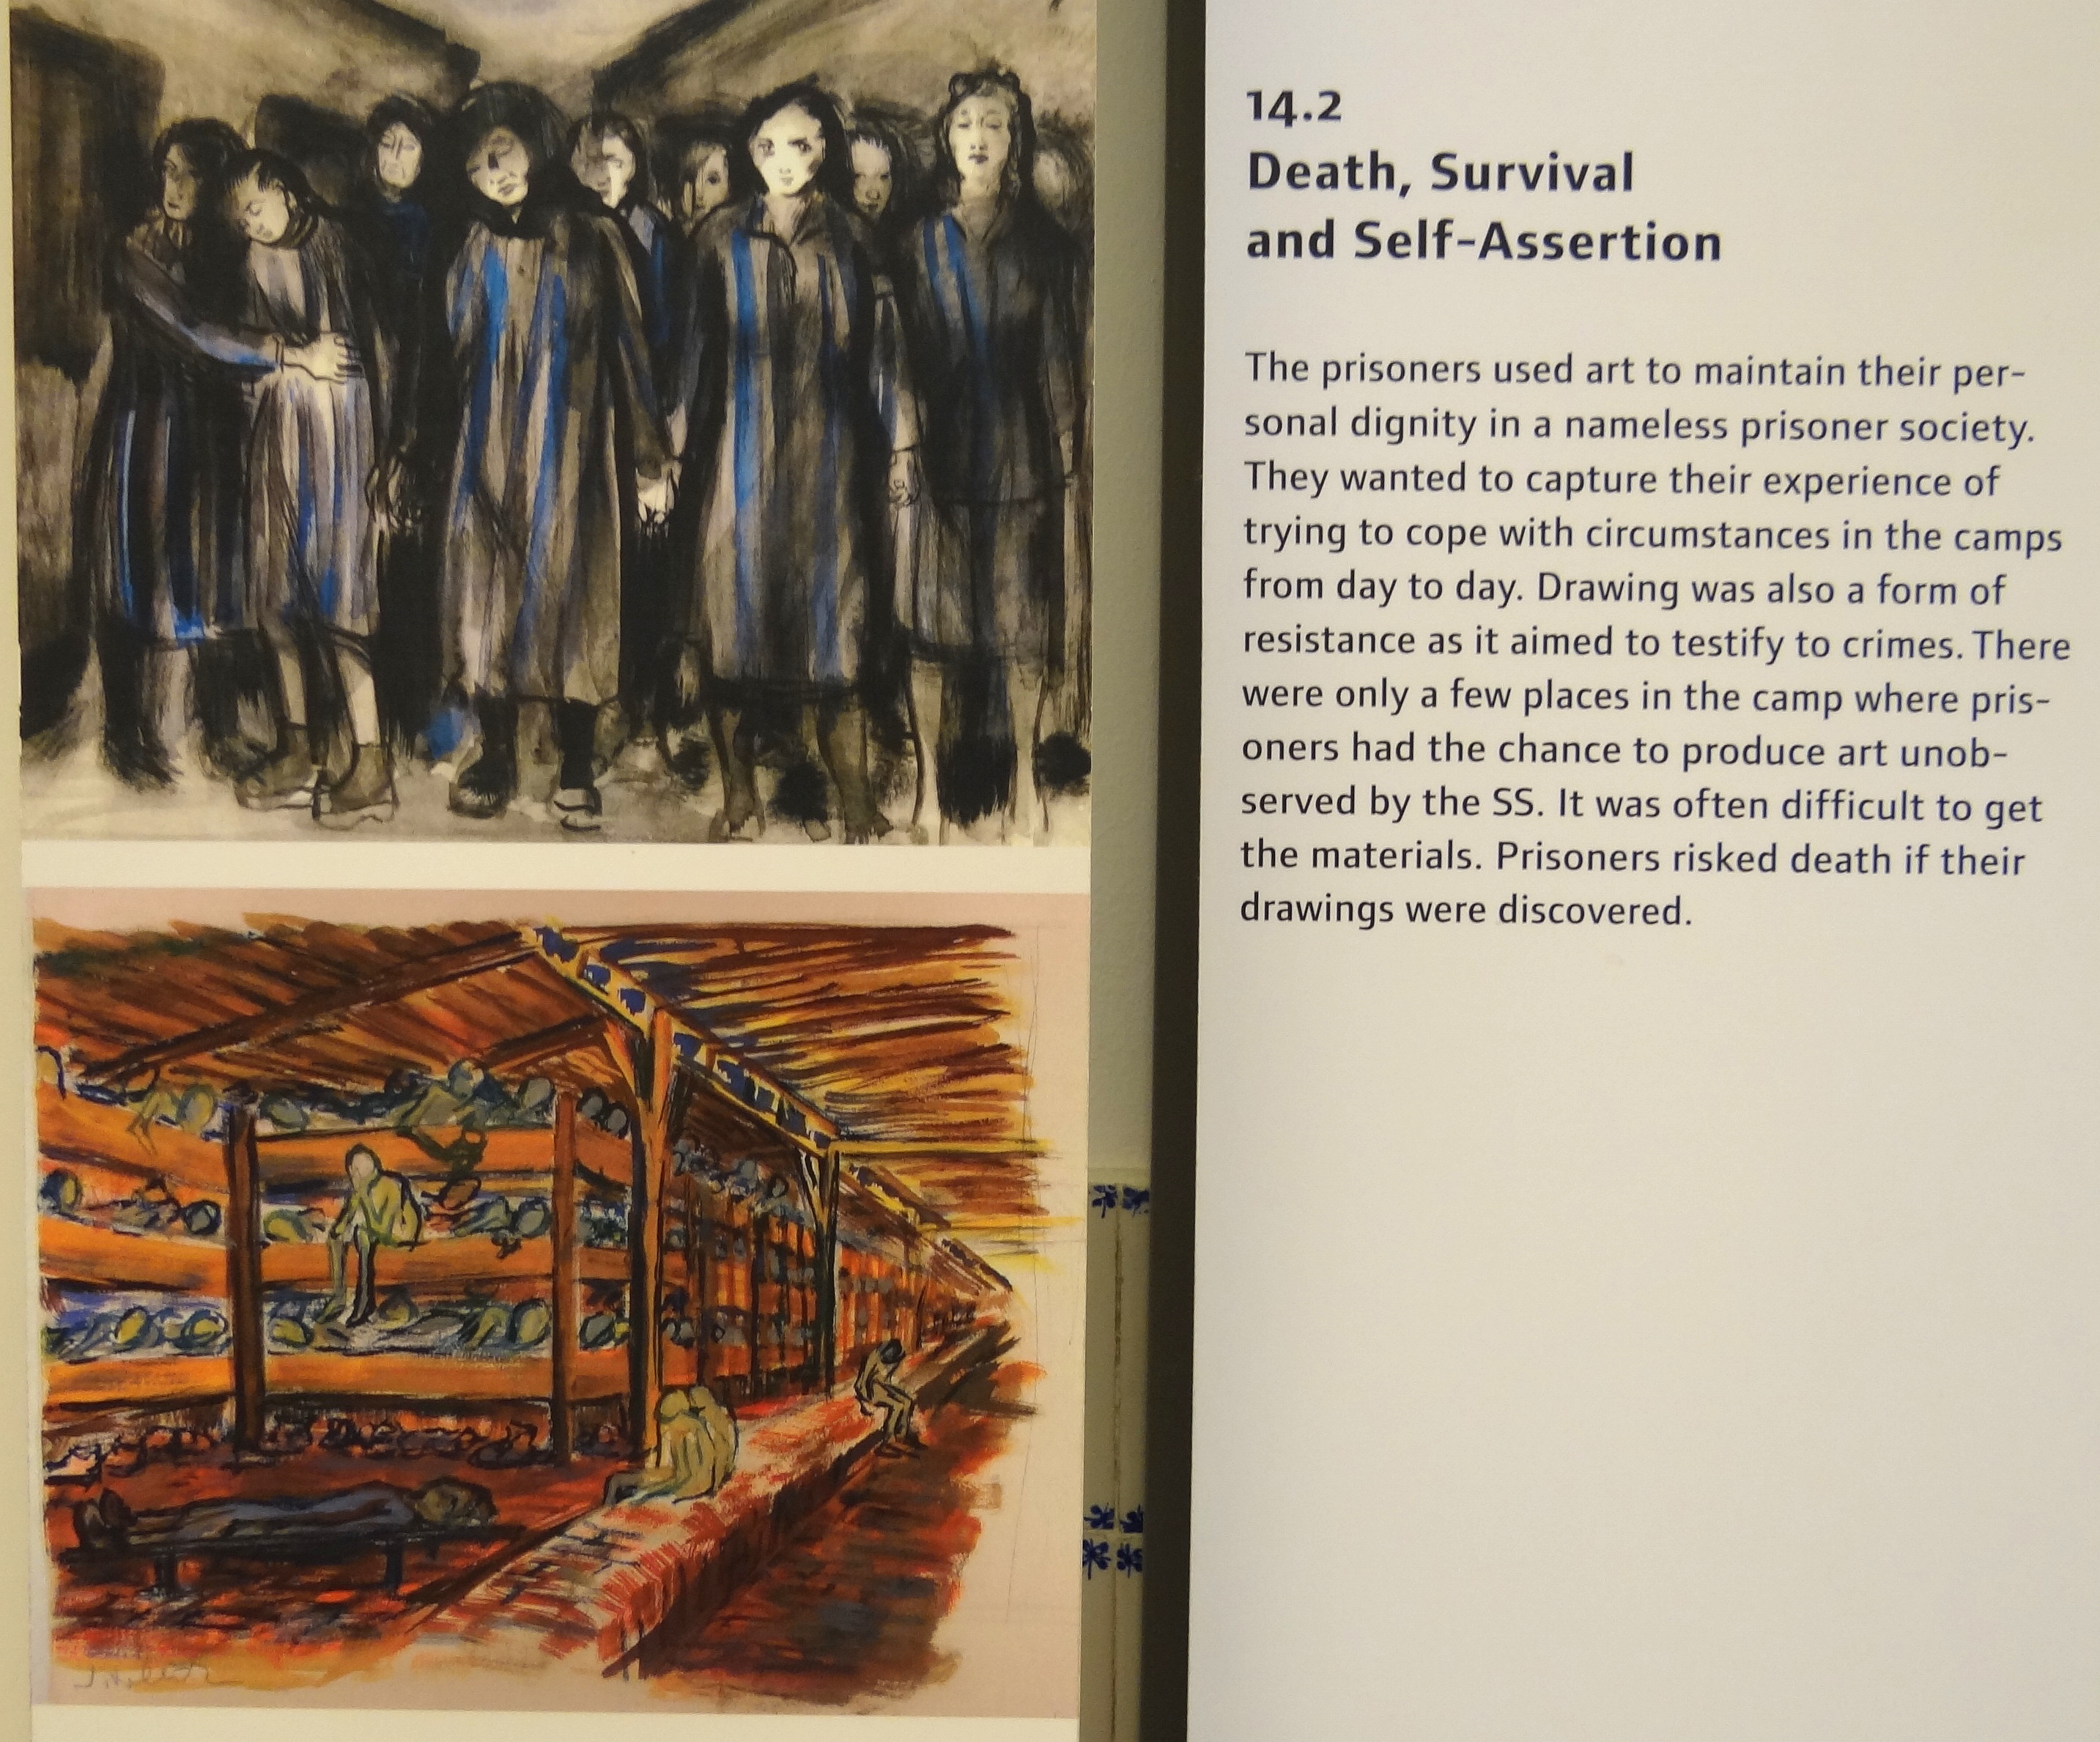 14.2
Death, Survival
and Self-Assertion
The prisoners used art to maintain their per-
sonal dignity in a nameless prisoner society.
They wanted to capture their experience of
trying to cope with circumstances in the camps
from day to day. Drawing was also a form of
resistance as it aimed to testify to crimes. There
were only a few places in the camp where pris-
oners had the chance to produce art unob-
served by the SS. It was often difficult to get
the materials. Prisoners risked death if their
drawings were discovered.